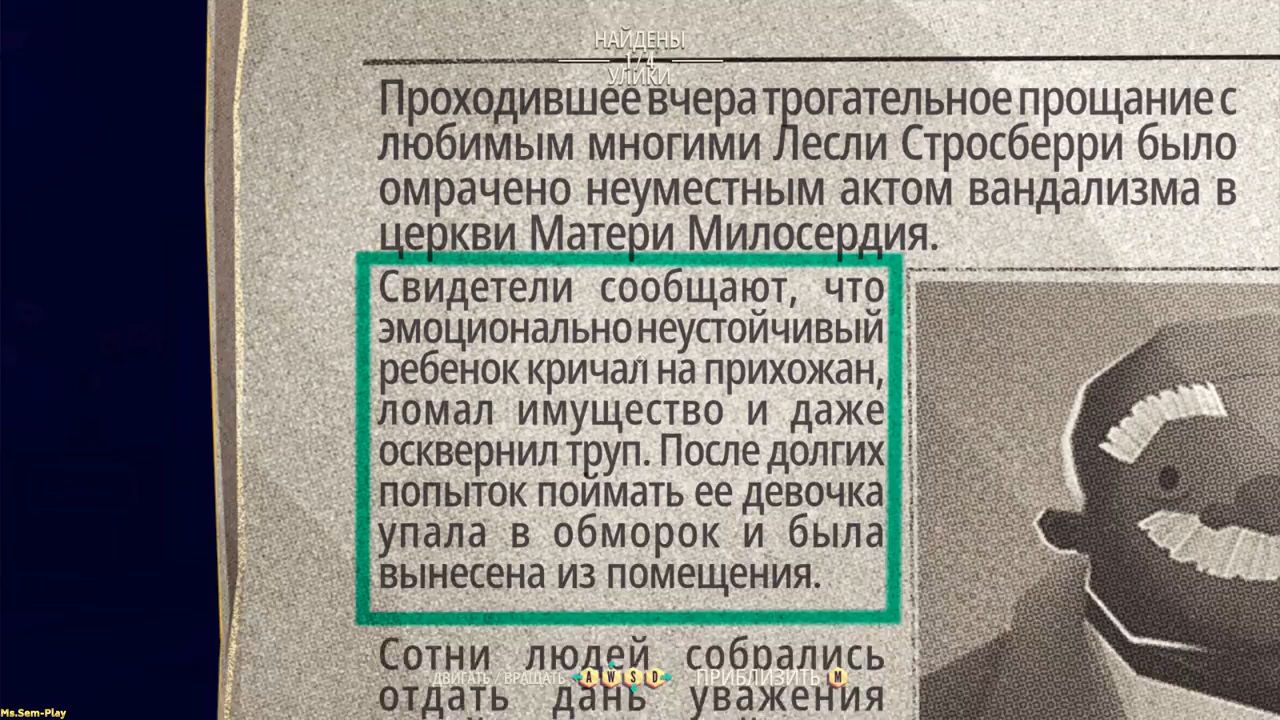 НАЙДЕНЫ
1/4
УЛИКИ
Проходившее вчера трогательное прощание с
любимым многими Лесли Стросберри было
омрачено неуместным актом вандализма в
церкви Матери Милосердия.
Свидетели сообщают, что
эмоционально неустойчивый
ребенок кричал на прихожан,
ломал имущество и даже
осквернил труп. После долгих
попыток поймать ее девочка
упала в обморок и была
вынесена из помещения.
Сотни людей собрались
отдать дань уважения
ДВИГАТЬ / ВРАЩАТЬ A W S D ПРИБЛИЗИТЬ M
Ms.Sem-Play